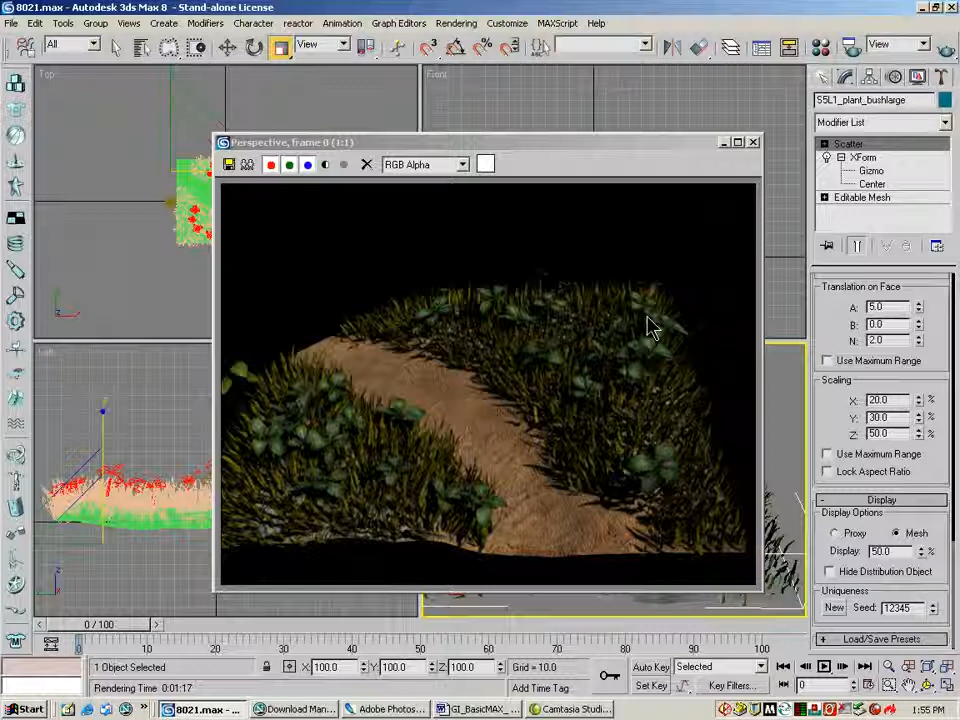 8021.max - Autodesk 3ds Max 8 - Stand-alone License
File Edit Tools Group Views Create Modifiers Character reactor Animation Graph Editors Rendering Customize MAXScript Help
All View View
Top Front
S5L1_plant_bushlarge
Modifier List
Perspective, frame 0 (1:1)
Scatter
RGB Alpha
XForm
Gizmo
Center
Editable Mesh
Translation on Face
A: 5.0
B: 0.0
N: 2.0
Use Maximum Range
Scaling
X: 20.0 %
Y: 30.0 %
Z: 50.0 %
Use Maximum Range
Lock Aspect Ratio
- Display
Display Options
Proxy Mesh
Display: 50.0 %
Hide Distribution Object
Uniqueness
New Seed: 12345
+ Load/Save Presets
Left
0 / 100
0 10 20 30 40 50 60 70 80 90 100
1 Object Selected X: 100.0 Y: 100.0 Z: 100.0 Grid = 10.0 Auto Key Selected
Rendering Time 0:01:17 Add Time Tag Set Key Key Filters... 0
Start 8021.max - ... Download Man... Adobe Photos... GI_BasicMAX_... Camtasia Studi... 1:55 PM